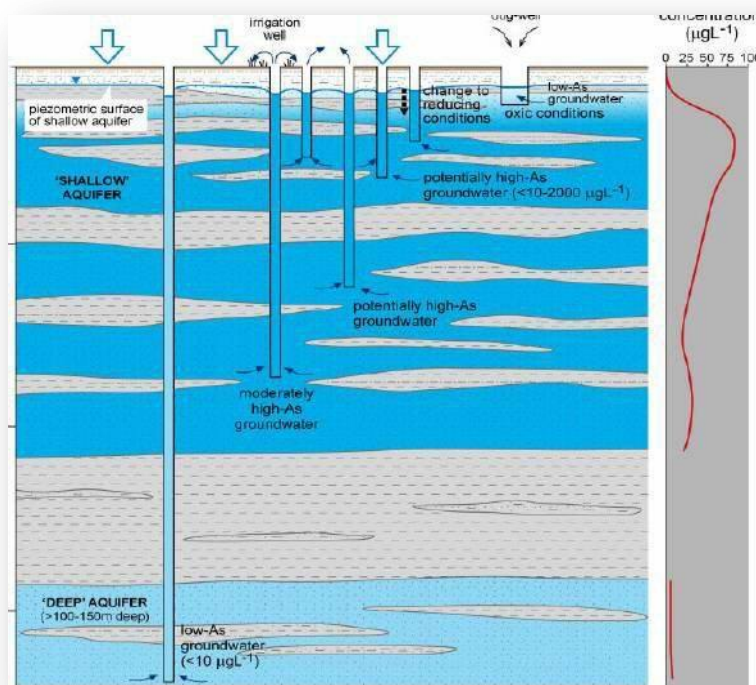 irrigation
well
dug-well
concentration
(µgL⁻¹)
0 25 50 75 100
piezometric surface
of shallow aquifer
change to
reducing
conditions
low-As
groundwater
oxic conditions
'SHALLOW'
AQUIFER
potentially high-As
groundwater (<10-2000 µgL⁻¹)
potentially high-As
groundwater
moderately
high-As
groundwater
'DEEP' AQUIFER
(>100-150m deep)
low-As
groundwater
(<10 µgL⁻¹)